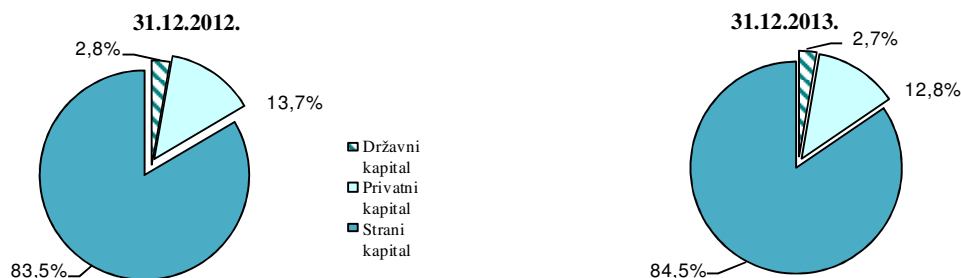 31.12.2012.
2,8%
13,7%
83,5%
Državni
kapital
Privatni
kapital
Strani
kapital
31.12.2013.
2,7%
12,8%
84,5%